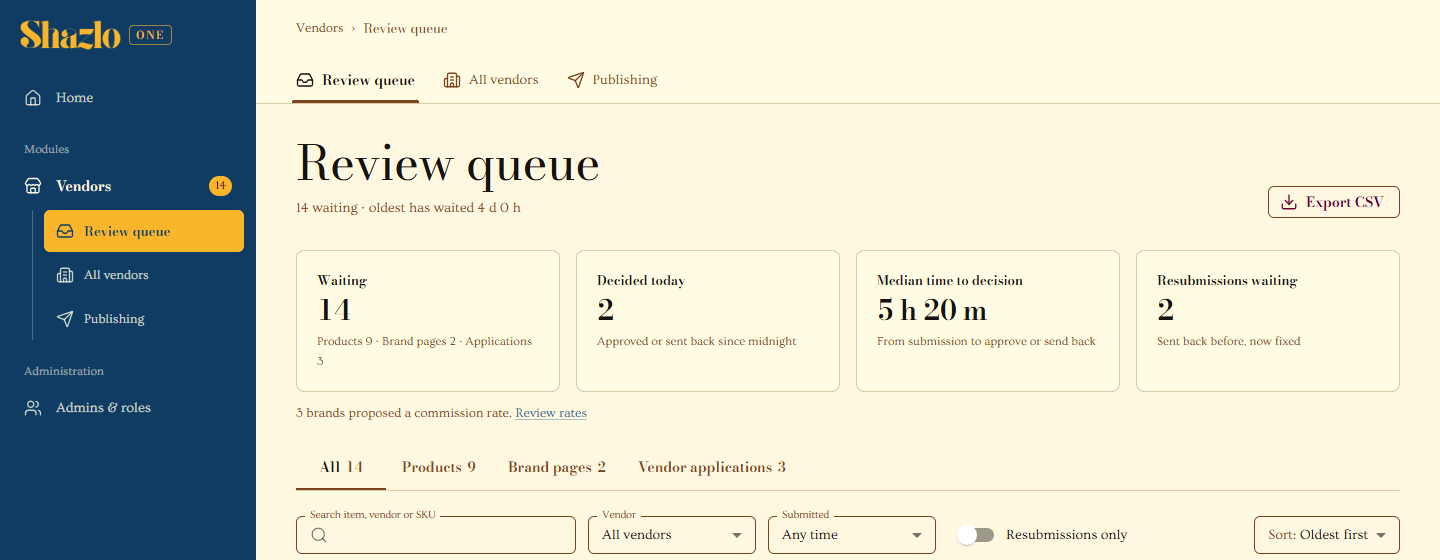 Shazlo ONE
Home
Modules
Vendors 14
Review queue
All vendors
Publishing
Administration
Admins & roles
Vendors › Review queue
Review queue All vendors Publishing
Review queue
14 waiting · oldest has waited 4 d 0 h
Export CSV
Waiting
14
Products 9 · Brand pages 2 · Applications
3
Decided today
2
Approved or sent back since midnight
Median time to decision
5 h 20 m
From submission to approve or send back
Resubmissions waiting
2
Sent back before, now fixed
3 brands proposed a commission rate. Review rates
All 14 Products 9 Brand pages 2 Vendor applications 3
Search item, vendor or SKU
Vendor
All vendors
Submitted
Any time
Resubmissions only
Sort: Oldest first